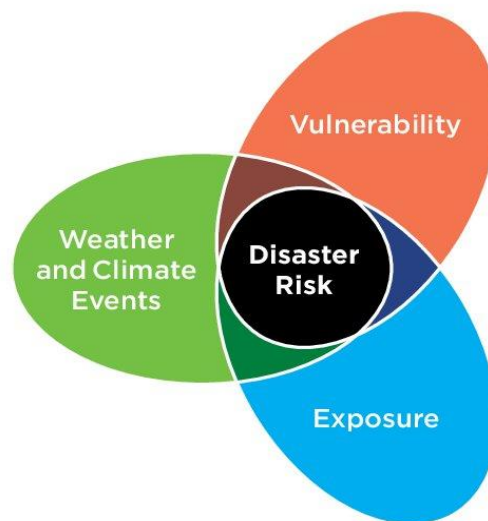 Vulnerability
Weather
and Climate
Events
Disaster
Risk
Exposure